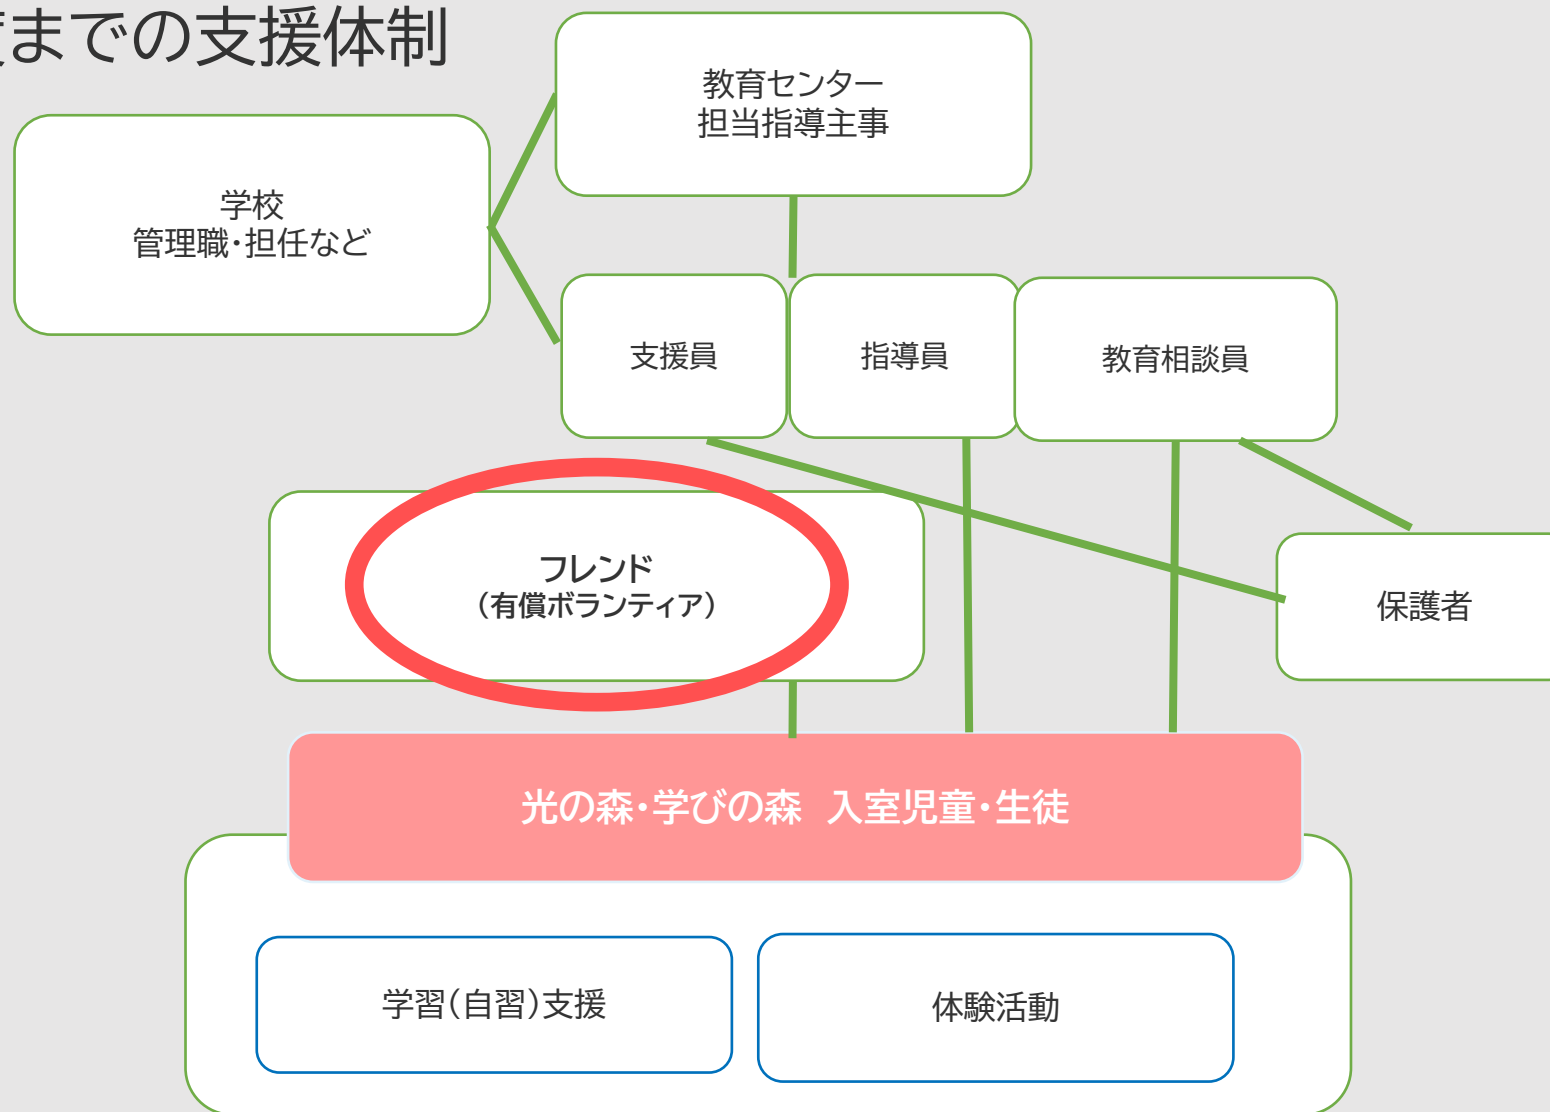 までの支援体制
教育センター
担当指導主事
学校
管理職・担任など
支援員
指導員
教育相談員
フレンド
（有償ボランティア）
保護者
光の森・学びの森　入室児童・生徒
学習（自習）支援
体験活動